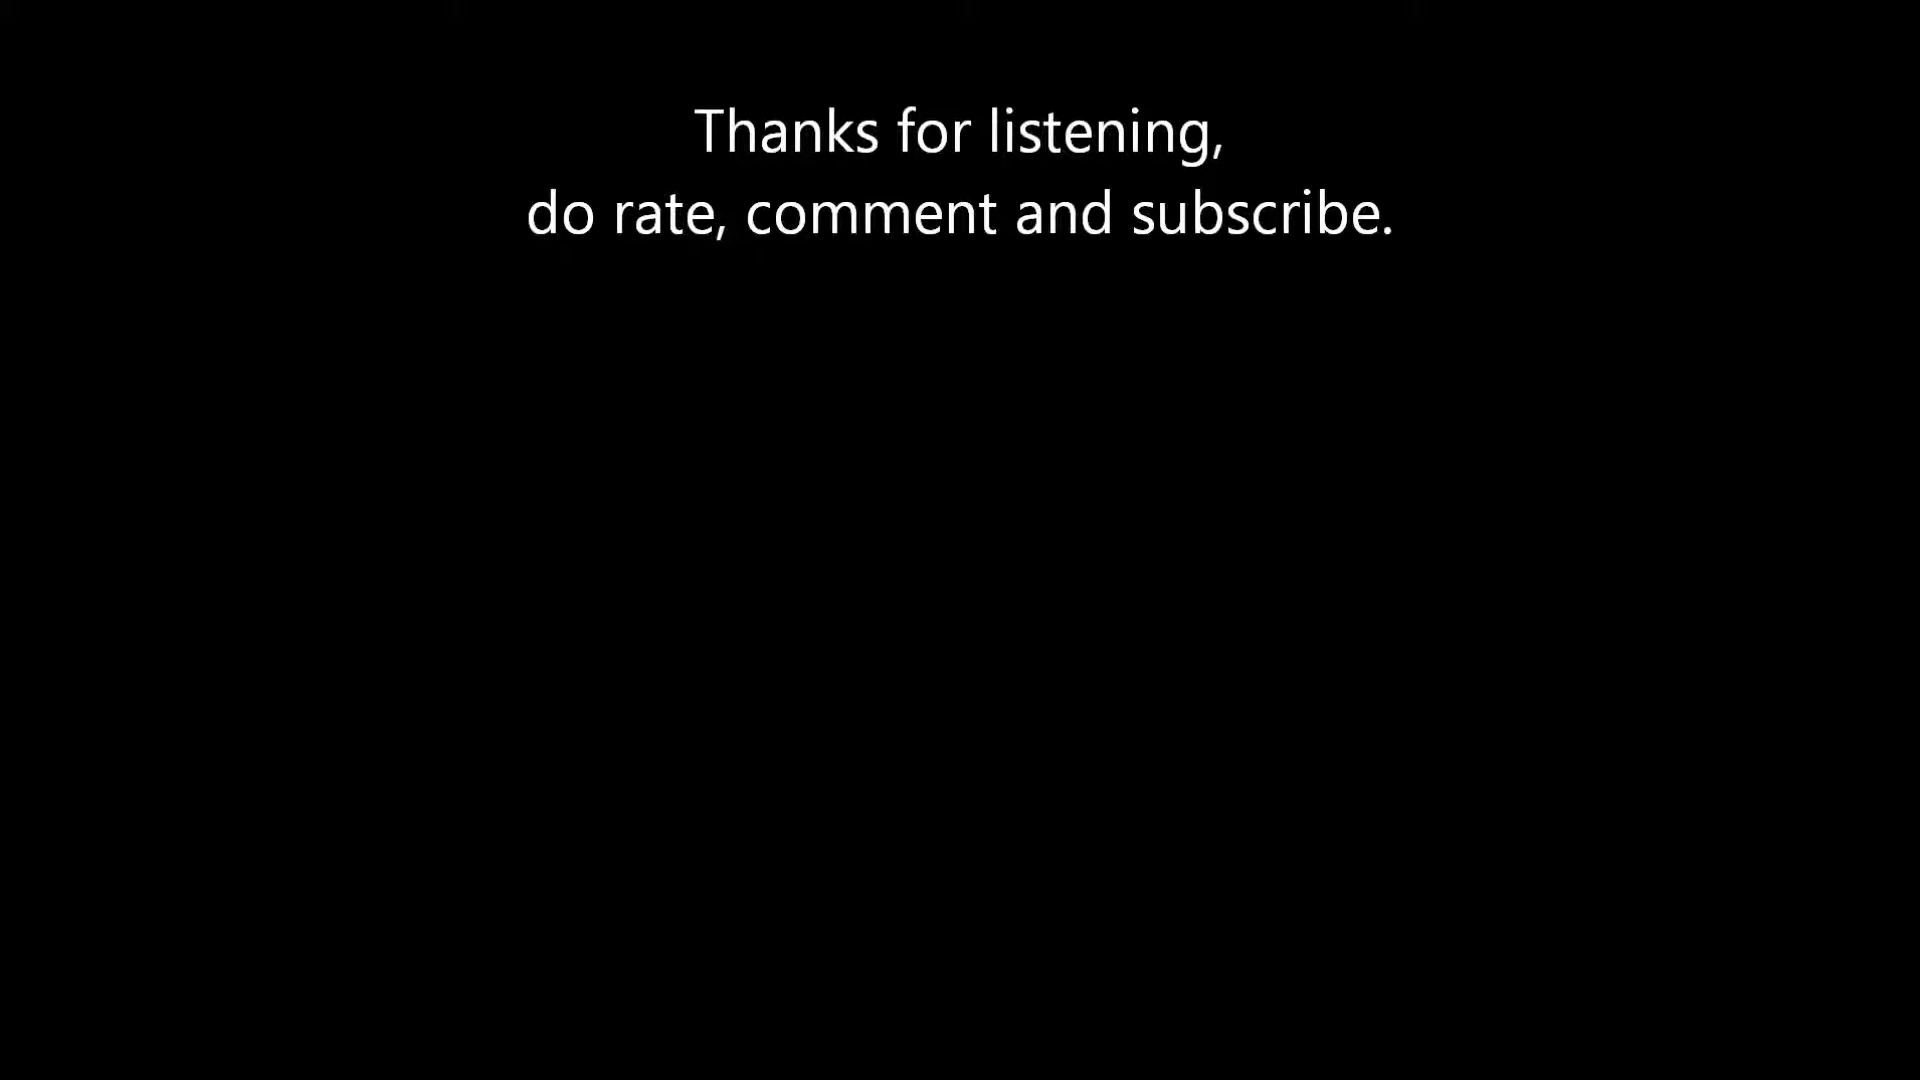 Thanks for listening,
do rate, comment and subscribe.